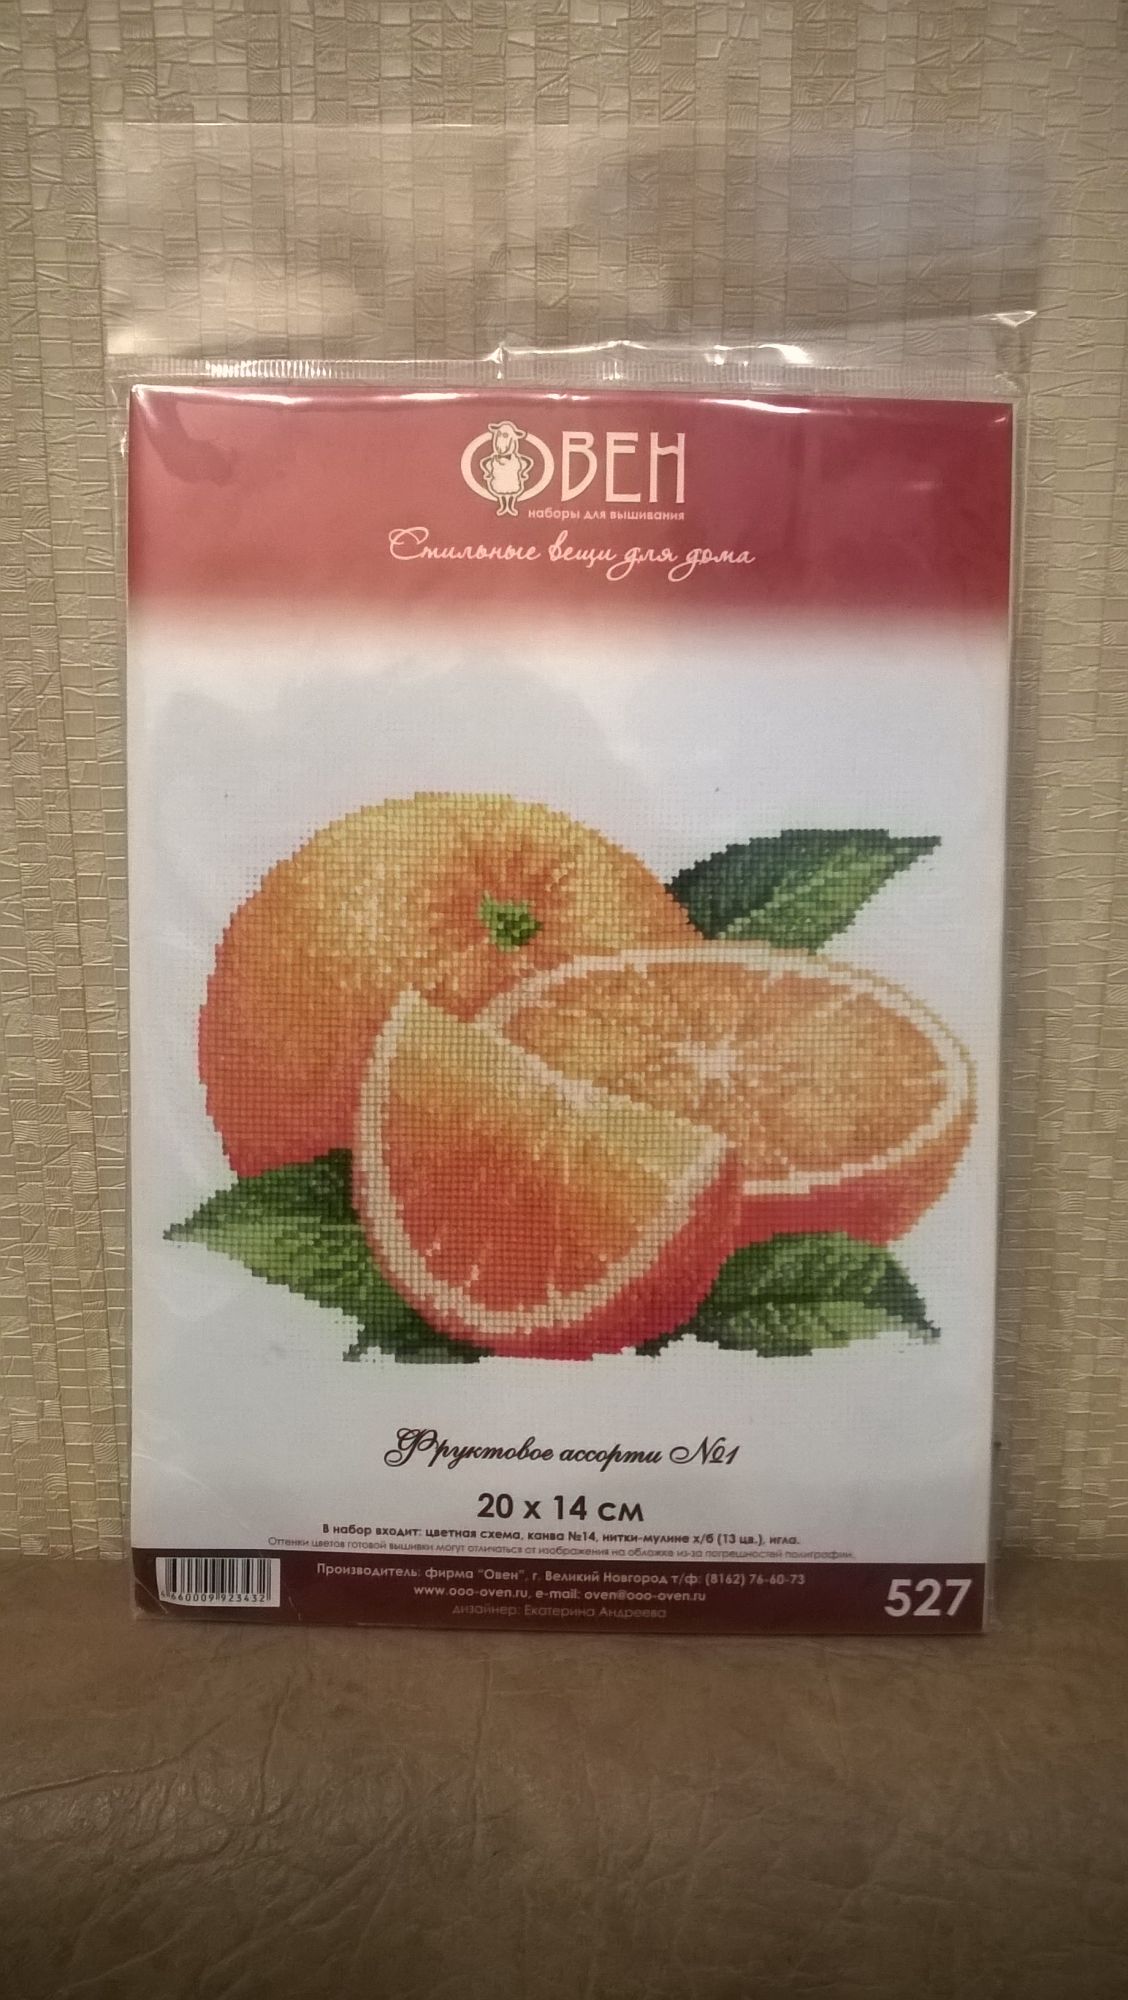 ОВЕН
наборы для вышивания
Стильные вещи для дома
Фруктовое ассорти №1
20 х 14 см
В набор входит: цветная схема, канва №14, нитки-мулине х/б (13 цв.), игла.
Оттенки цветов готовой вышивки могут отличаться от изображения на обложке из-за погрешностей полиграфии.
Производитель: фирма "Овен", г. Великий Новгород т/ф: (8162) 76-60-73
www.ooo-oven.ru, e-mail: oven@ooo-oven.ru
дизайнер: Екатерина Андреева
4660009923432
527